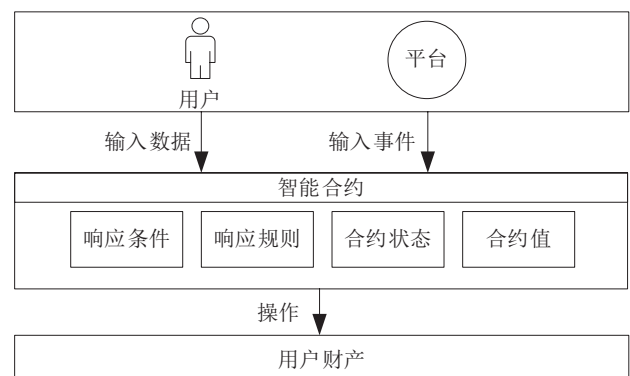 平台
用户
输入数据
输入事件
智能合约
响应条件
响应规则
合约状态
合约值
操作
用户财产